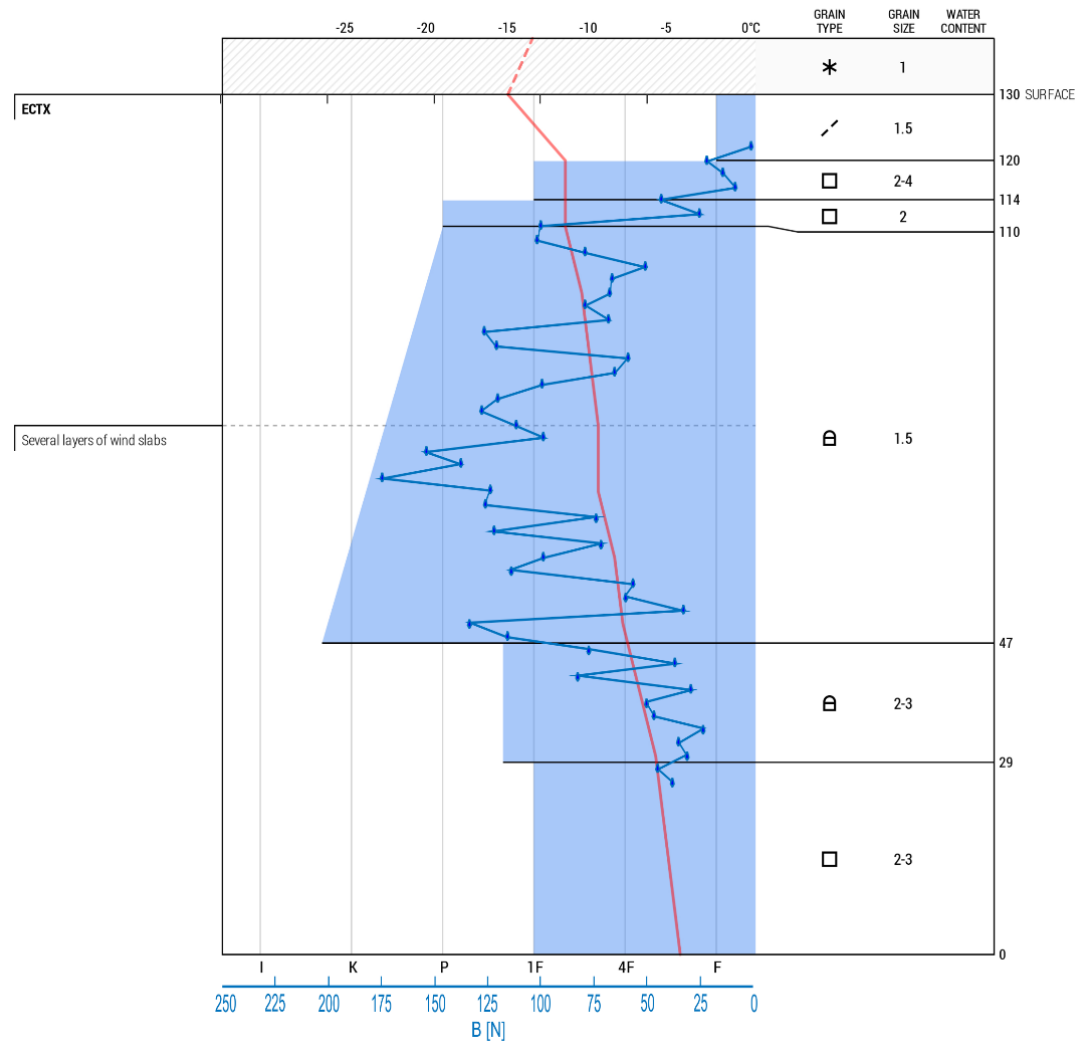 -25 -20 -15 -10 -5 0°C
GRAIN TYPE GRAIN SIZE WATER CONTENT
1
130 SURFACE
ECTX
1.5
120
2-4
114
2
110
Several layers of wind slabs
1.5
47
2-3
29
2-3
0
I K P 1F 4F F
250 225 200 175 150 125 100 75 50 25 0
B [N]